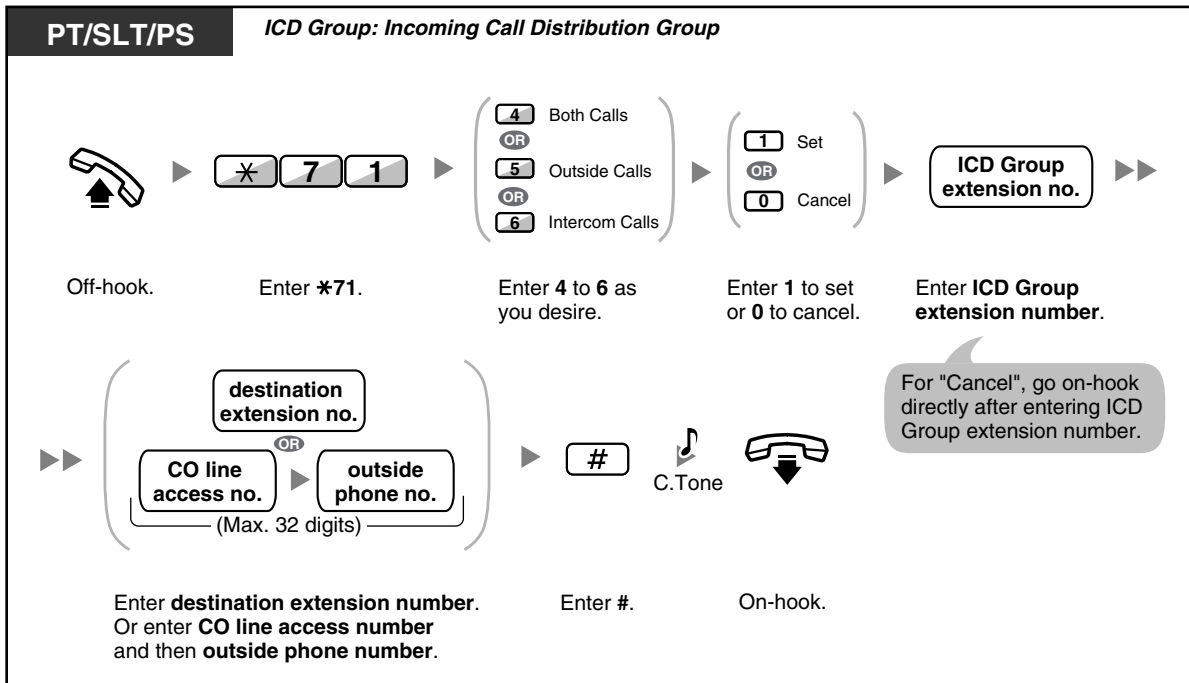 PT/SLT/PS
ICD Group: Incoming Call Distribution Group
4 Both Calls
OR
5 Outside Calls
OR
6 Intercom Calls
1 Set
OR
0 Cancel
✱ 7 1
ICD Group
extension no.
Off-hook.
Enter ✱71.
Enter 4 to 6 as
you desire.
Enter 1 to set
or 0 to cancel.
Enter ICD Group
extension number.
For "Cancel", go on-hook
directly after entering ICD
Group extension number.
destination
extension no.
OR
CO line
access no.
outside
phone no.
(Max. 32 digits)
#
C.Tone
Enter destination extension number.
Or enter CO line access number
and then outside phone number.
Enter #.
On-hook.